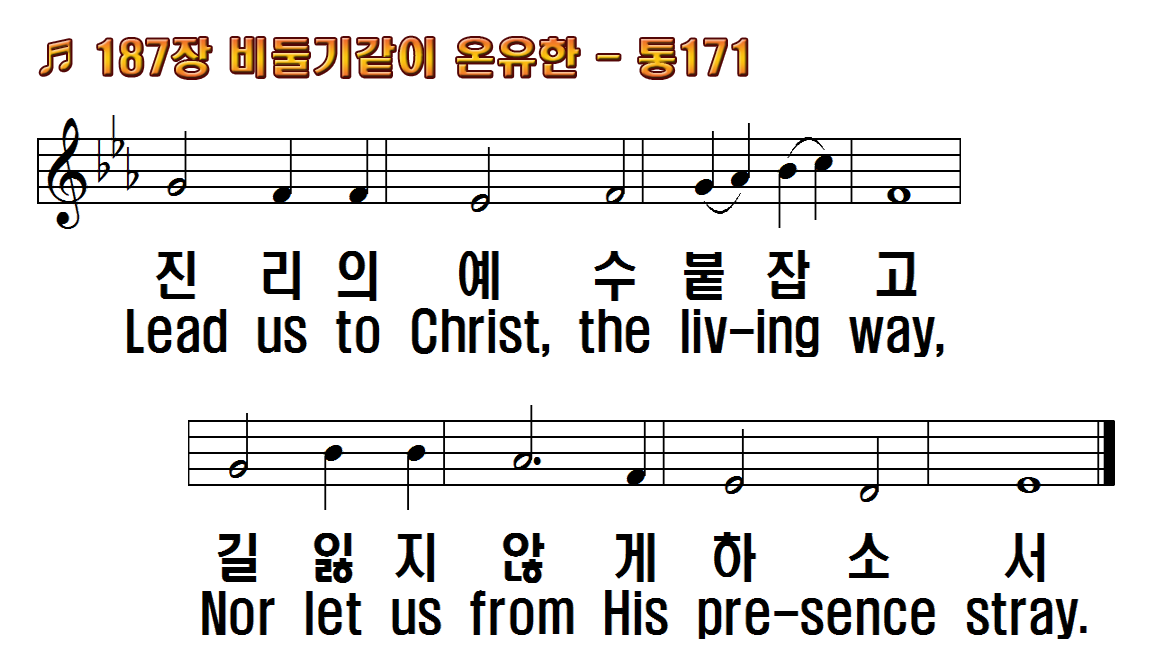 187장 비둘기같이 온유한 - 통171
진 리 의 예 수 붙 잡 고
Lead us to Christ, the liv-ing way,
길 잃 지 않 게 하 소 서
Nor let us from His pre-sence stray.